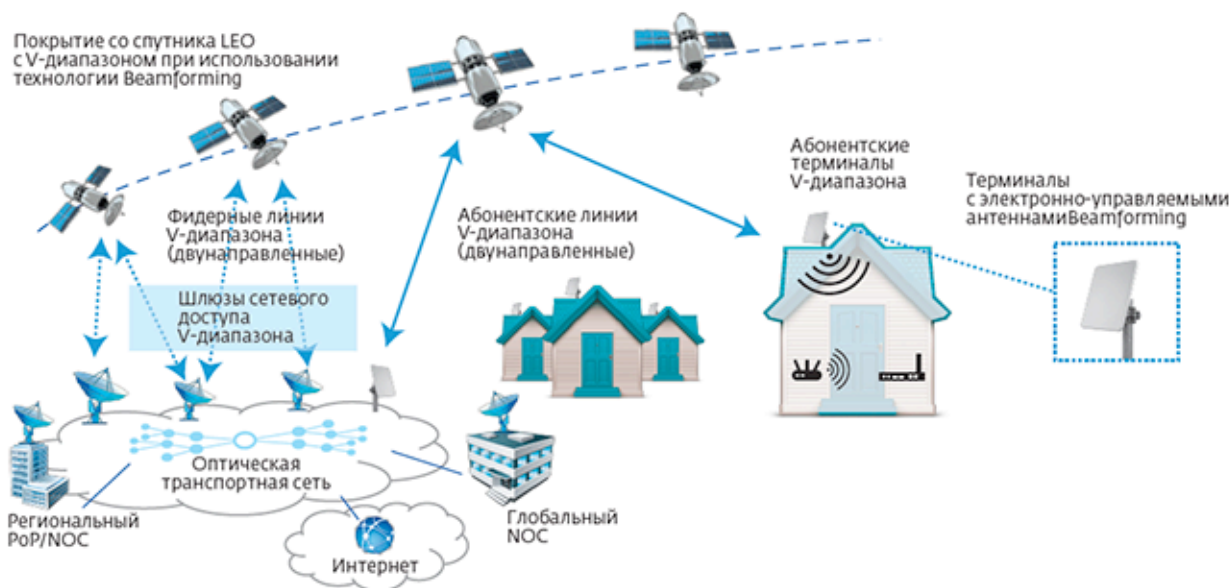 Покрытие со спутника LEO
с V-диапазоном при использовании
технологии Beamforming
Фидерные линии
V-диапазона
(двунаправленные)
Шлюзы сетевого
доступа
V-диапазона
Абонентские линии
V-диапазона
(двунаправленные)
Абонентские
терминалы
V-диапазона
Терминалы
с электронно-управляемыми
антеннамиBeamforming
Оптическая
транспортная сеть
Региональный
PoP/NOC
Интернет
Глобальный
NOC